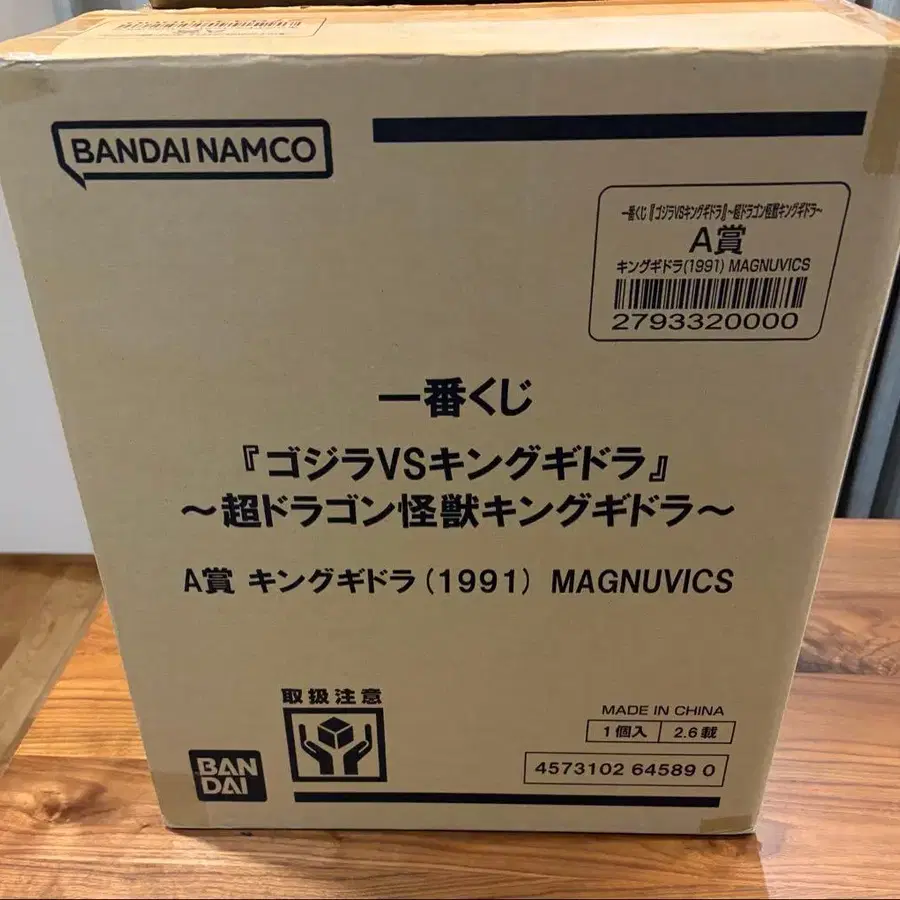 BANDAI NAMCO
一番くじ『ゴジラVSキングギドラ』～超ドラゴン怪獣キングギドラ～
A賞
キングギドラ(1991) MAGNUVICS
2793320000
一番くじ
『ゴジラVSキングギドラ』
～超ドラゴン怪獣キングギドラ～
A賞 キングギドラ(1991) MAGNUVICS
取扱注意
MADE IN CHINA
1個入 2.6載
BAN
DAI
4573102 64589 0